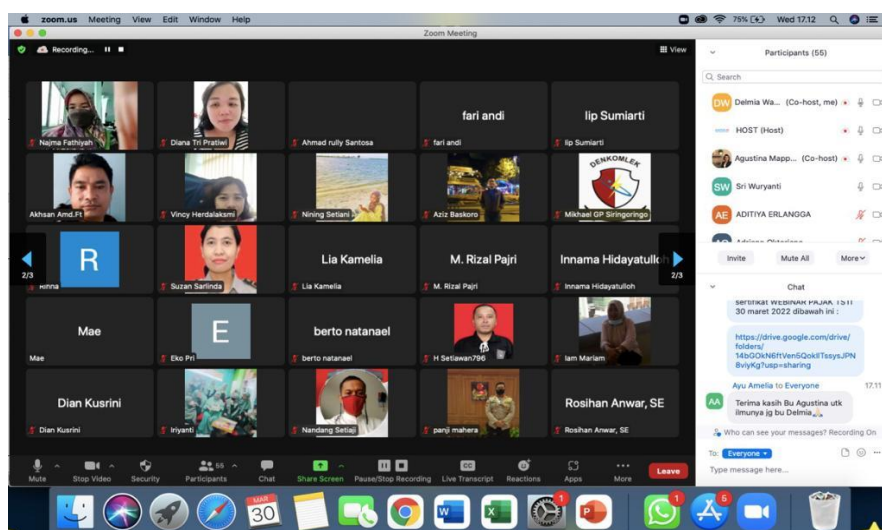 zoom.us Meeting View Edit Window Help
75% Wed 17.12
Zoom Meeting
Recording...
View
Najma Fathiyah
Diana Tri Pratiwi
Ahmad rully Santosa
fari andi
fari andi
Iip Sumiarti
Iip Sumiarti
Akhsan Amd.Ft
Vincy Herdalaksmi
Nining Setiani
Aziz Baskoro
DENKOMLEK
Mikhael GP Siringoringo
2/3
R
Rinna
Suzan Sarlinda
Lia Kamelia
Lia Kamelia
M. Rizal Pajri
M. Rizal Pajri
Innama Hidayatulloh
Innama Hidayatulloh
2/3
Mae
Mae
E
Eko Pri
berto natanael
berto natanael
H Setiawan796
Iam Mariam
Dian Kusrini
Dian Kusrini
Iriyanti
Nandang Setiaji
panji mahera
Rosihan Anwar, SE
Rosihan Anwar, SE
Mute
Stop Video
Security
Participants
55
Chat
Share Screen
Pause/Stop Recording
Live Transcript
Reactions
Apps
More
Leave
Participants (55)
Search
DW Delmia Wa... (Co-host, me)
HOST (Host)
Agustina Mapp... (Co-host)
SW Sri Wuryanti
AE ADITIYA ERLANGGA
Invite
Mute All
More
Chat
sertifikat WEBINAR PAJAK TSTI
30 maret 2022 dibawah ini :
https://drive.google.com/drive/
folders/
Ayu Amelia to Everyone 17.11
AA
Terima kasih Bu Agustina utk
ilmunya jg bu Delmia
Who can see your messages? Recording On
To: Everyone
Type message here...
MAR
30
W
X
1
P
1
5